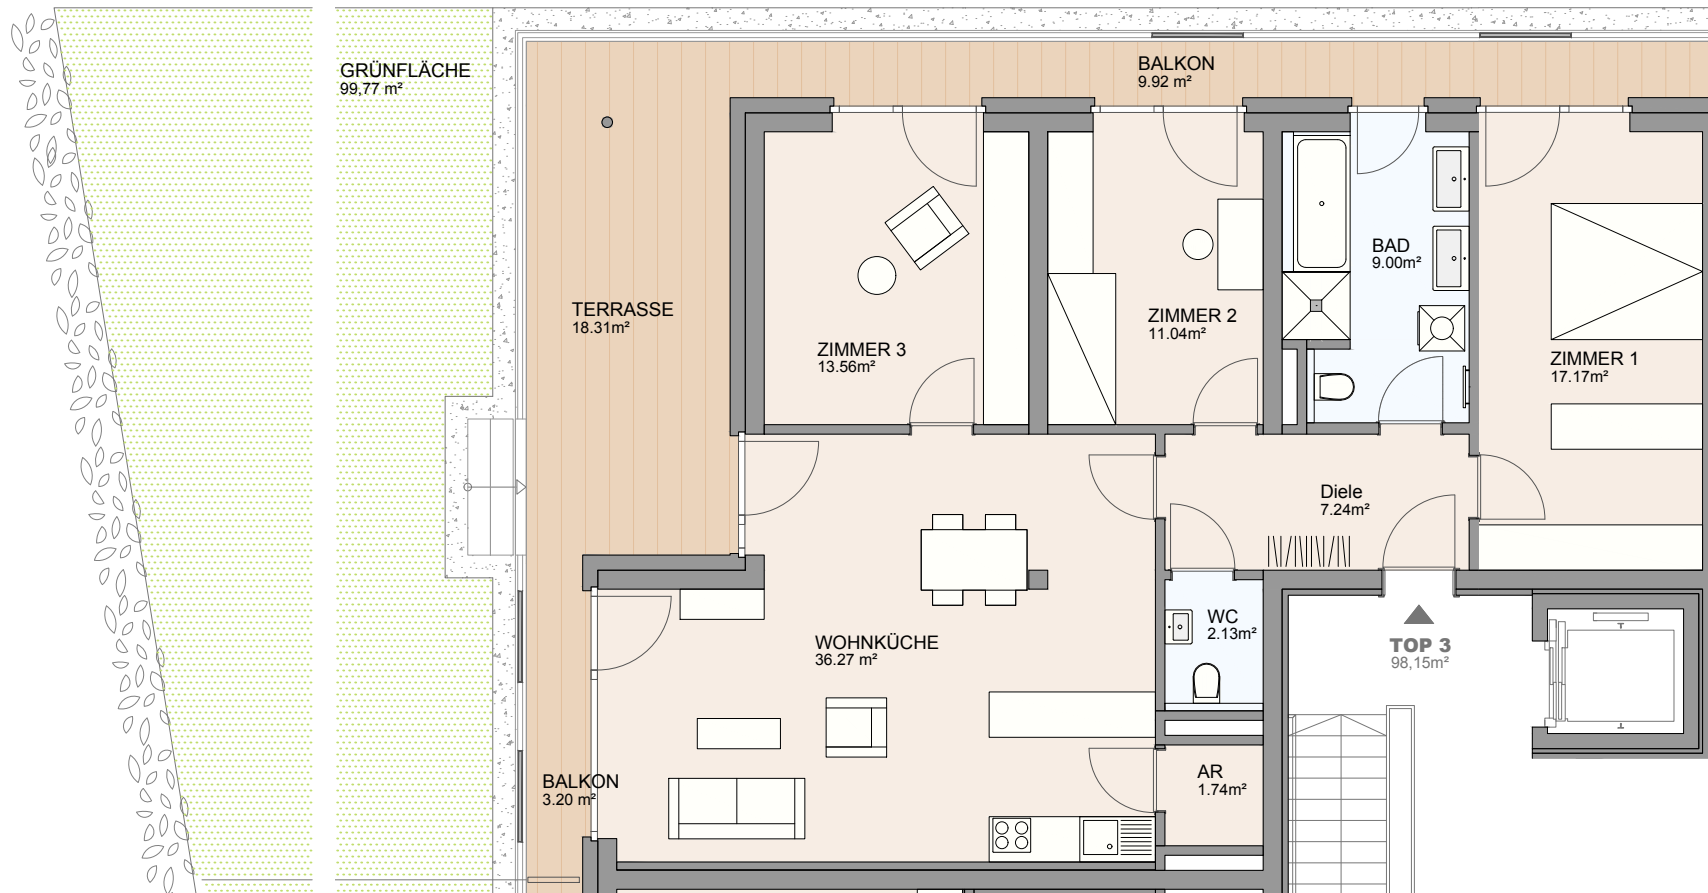 GRÜNFLÄCHE
99,77 m²
BALKON
9.92 m²
TERRASSE
18.31m²
ZIMMER 3
13.56m²
ZIMMER 2
11.04m²
BAD
9.00m²
ZIMMER 1
17.17m²
Diele
7.24m²
WOHNKÜCHE
36.27 m²
WC
2.13m²
TOP 3
98,15m²
BALKON
3.20 m²
AR
1.74m²